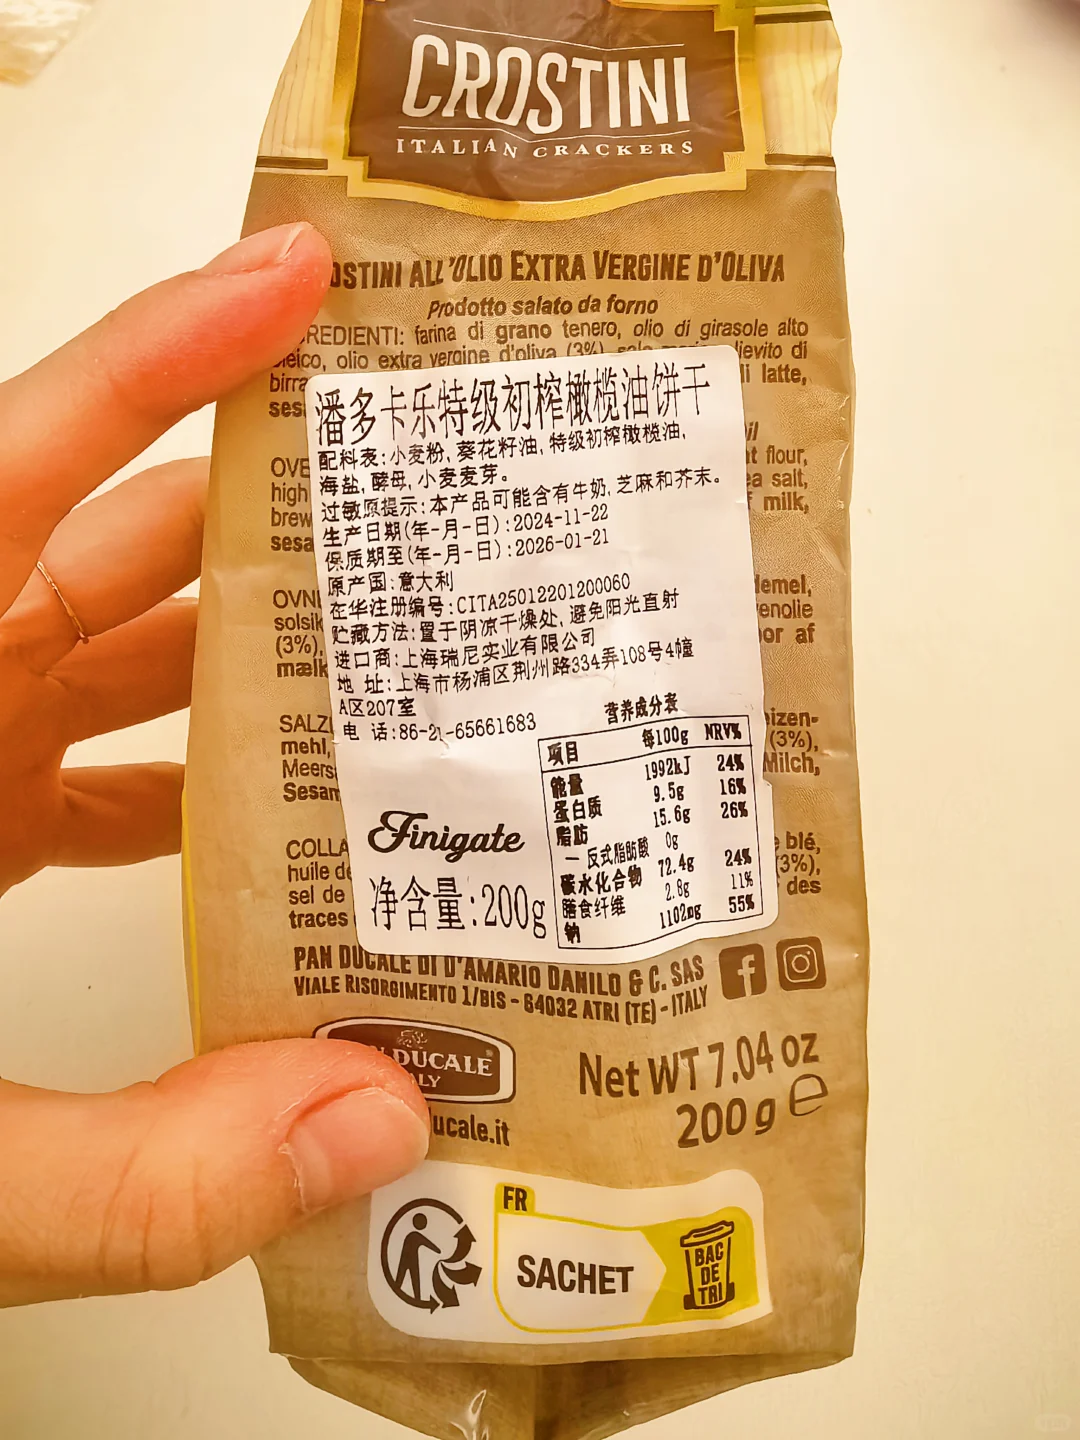 CROSTINI
ITALIAN CRACKERS
OSTINI ALL'OLIO EXTRA VERGINE D'OLIVA
Prodotto salato da forno
REDIENTI: farina di grano tenero, olio di girasole alto
oleico, olio extra vergine d'oliva (3%), sale marino, lievito di
birra
li latte,
ses
潘多卡乐特级初榨橄榄油饼干
配料表:小麦粉, 葵花籽油, 特级初榨橄榄油,
海盐, 酵母, 小麦麦芽。
过敏原提示:本产品可能含有牛奶, 芝麻和芥末。
生产日期(年-月-日):2024-11-22
保质期至(年-月-日):2026-01-21
原产国:意大利
在华注册编号:CITA25012201200060
贮藏方法:置于阴凉干燥处, 避免阳光直射
进口商:上海瑞尼实业有限公司
地 址:上海市杨浦区荆州路334弄108号4幢
A区207室
电 话:86-21-65661683
营养成分表
项目 每100g NRV%
能量 1992kJ 24%
蛋白质 9.5g 16%
脂肪 15.6g 26%
—反式脂肪酸 0g
碳水化合物 72.4g 24%
膳食纤维 2.8g 11%
钠 1102mg 55%
Finigate
净含量:200g
OVE
il
high
t flour,
brew
ea salt,
sesa
milk,
OVN
lemel,
solsik
venolie
(3%),
or af
mælk
SALZ
izen-
mehl,
(3%),
Meers
Milch,
Sesam
COLLA
blé,
huile de
(3%),
sel de
des
traces
PAN DUCALE DI D'AMARIO DANILO & C. SAS
VIALE RISORGIMENTO 1/BIS - 64032 ATRI (TE) - ITALY
N DUCALE
LY
ucale.it
Net WT 7.04 oz
200 g e
FR
SACHET
BAC
DE
TRI